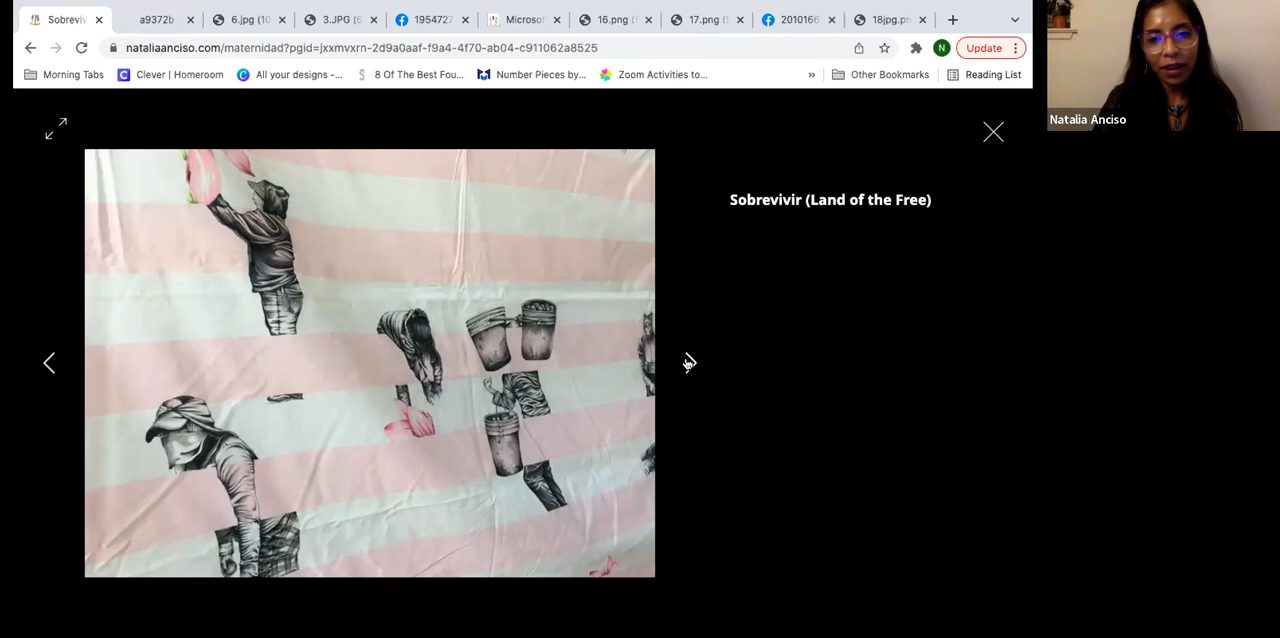 Sobreviv
a9372b
6.jpg (10
3.JPG (6
1954727
Microsof
16.png (
17.png (
2010166
18jpg.pn
nataliaanciso.com/maternidad?pgid=jxxmvxrn-2d9a0aaf-f9a4-4f70-ab04-c911062a8525
N
Update
Morning Tabs
Clever | Homeroom
All your designs -...
8 Of The Best Fou...
Number Pieces by...
Zoom Activities to...
»
Other Bookmarks
Reading List
Natalia Anciso
Sobrevivir (Land of the Free)